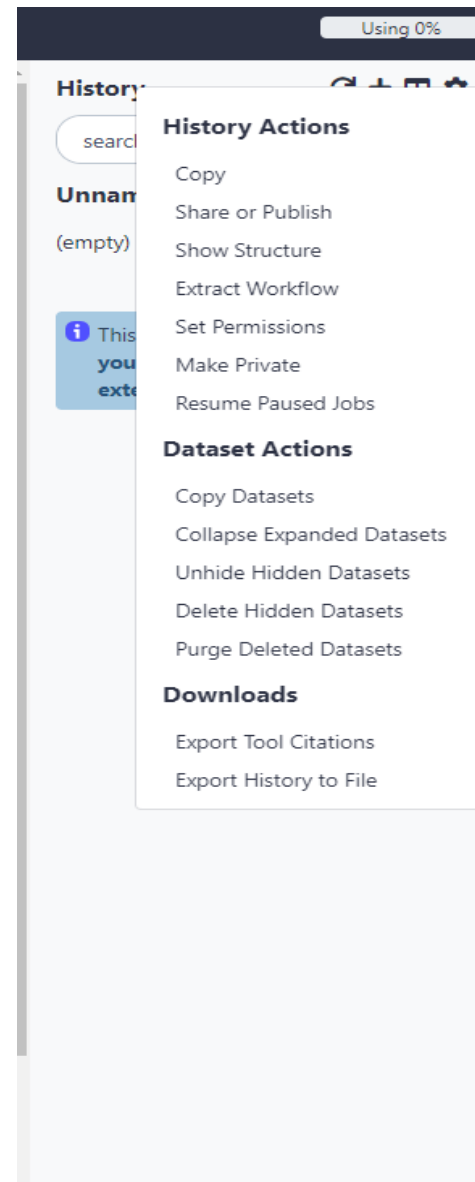 Using 0%
History
search
Unnam
(empty)
This
you
exte
History Actions
Copy
Share or Publish
Show Structure
Extract Workflow
Set Permissions
Make Private
Resume Paused Jobs
Dataset Actions
Copy Datasets
Collapse Expanded Datasets
Unhide Hidden Datasets
Delete Hidden Datasets
Purge Deleted Datasets
Downloads
Export Tool Citations
Export History to File